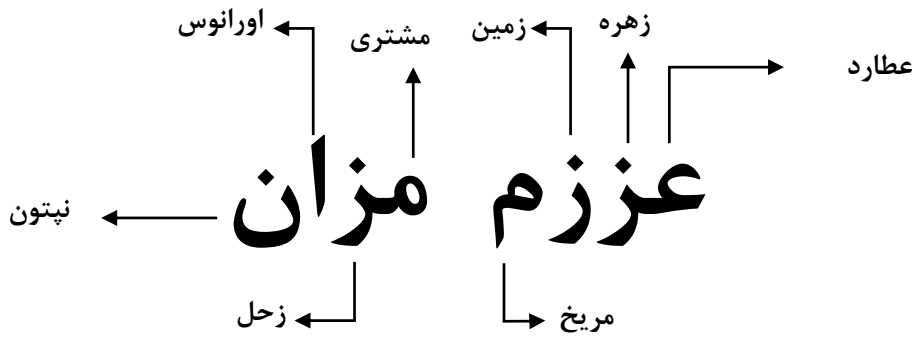 زهره
زمین
مشتری
اورانوس
عطارد
عززم مزان
نپتون
مریخ
زحل